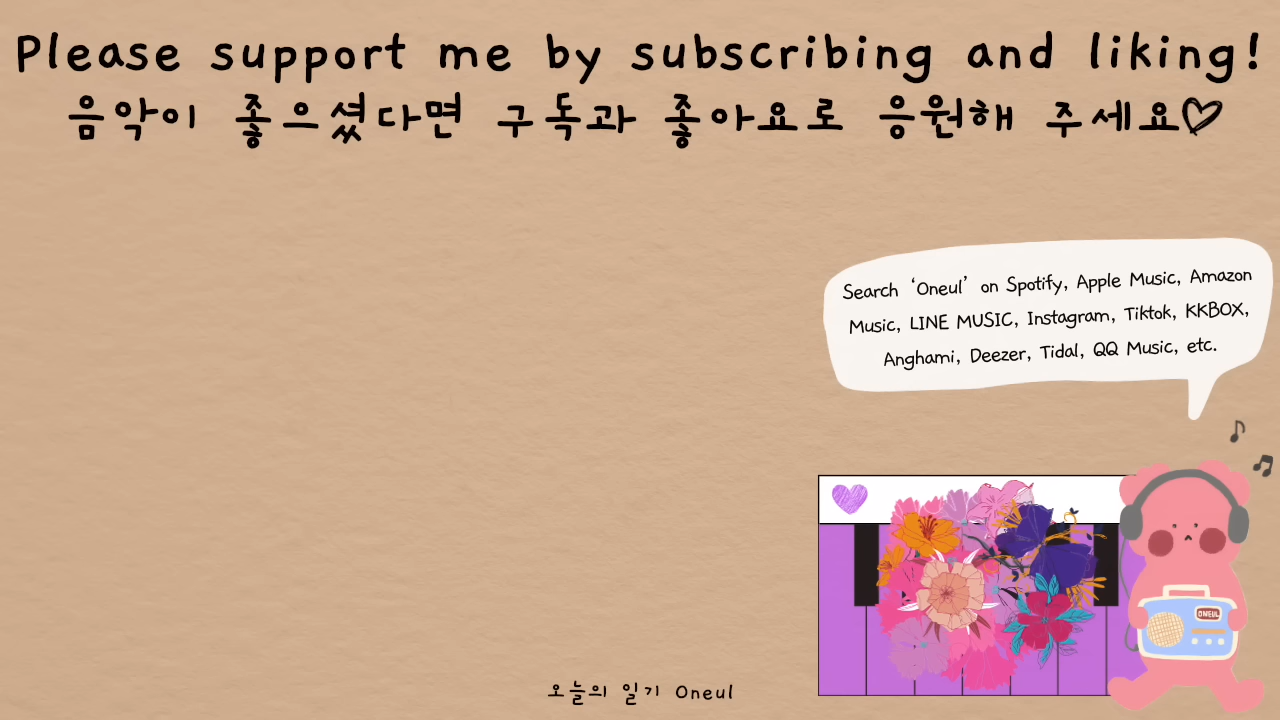 Please support me by subscribing and liking!
음악이 좋으셨다면 구독과 좋아요로 응원해 주세요♡
Search ‘Oneul’ on Spotify, Apple Music, Amazon
Music, LINE MUSIC, Instagram, Tiktok, KKBOX,
Anghami, Deezer, Tidal, QQ Music, etc.
ONEUL
오늘의 일기 Oneul